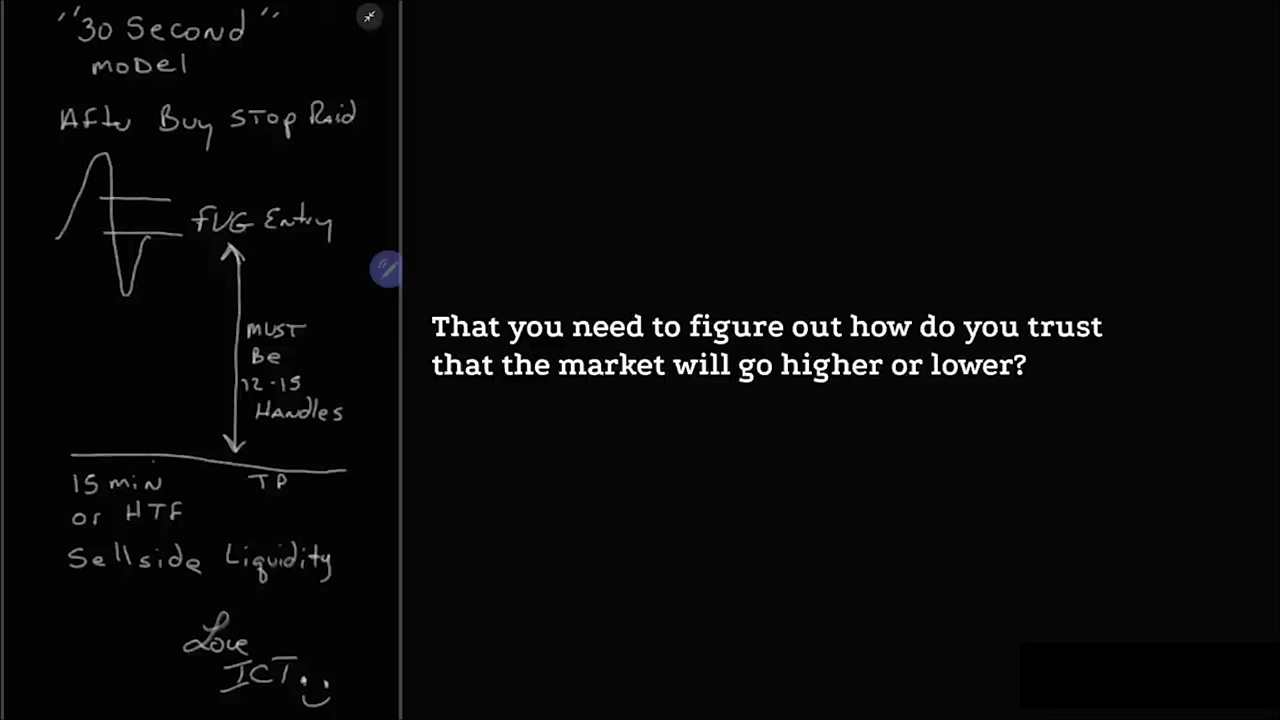 "30 Second"
model
After Buy Stop Raid
FVG Entry
MUST
Be
12-15
HANdles
15 min
TP
or HTF
Sellside Liquidity
Love
ICT
That you need to figure out how do you trust
that the market will go higher or lower?